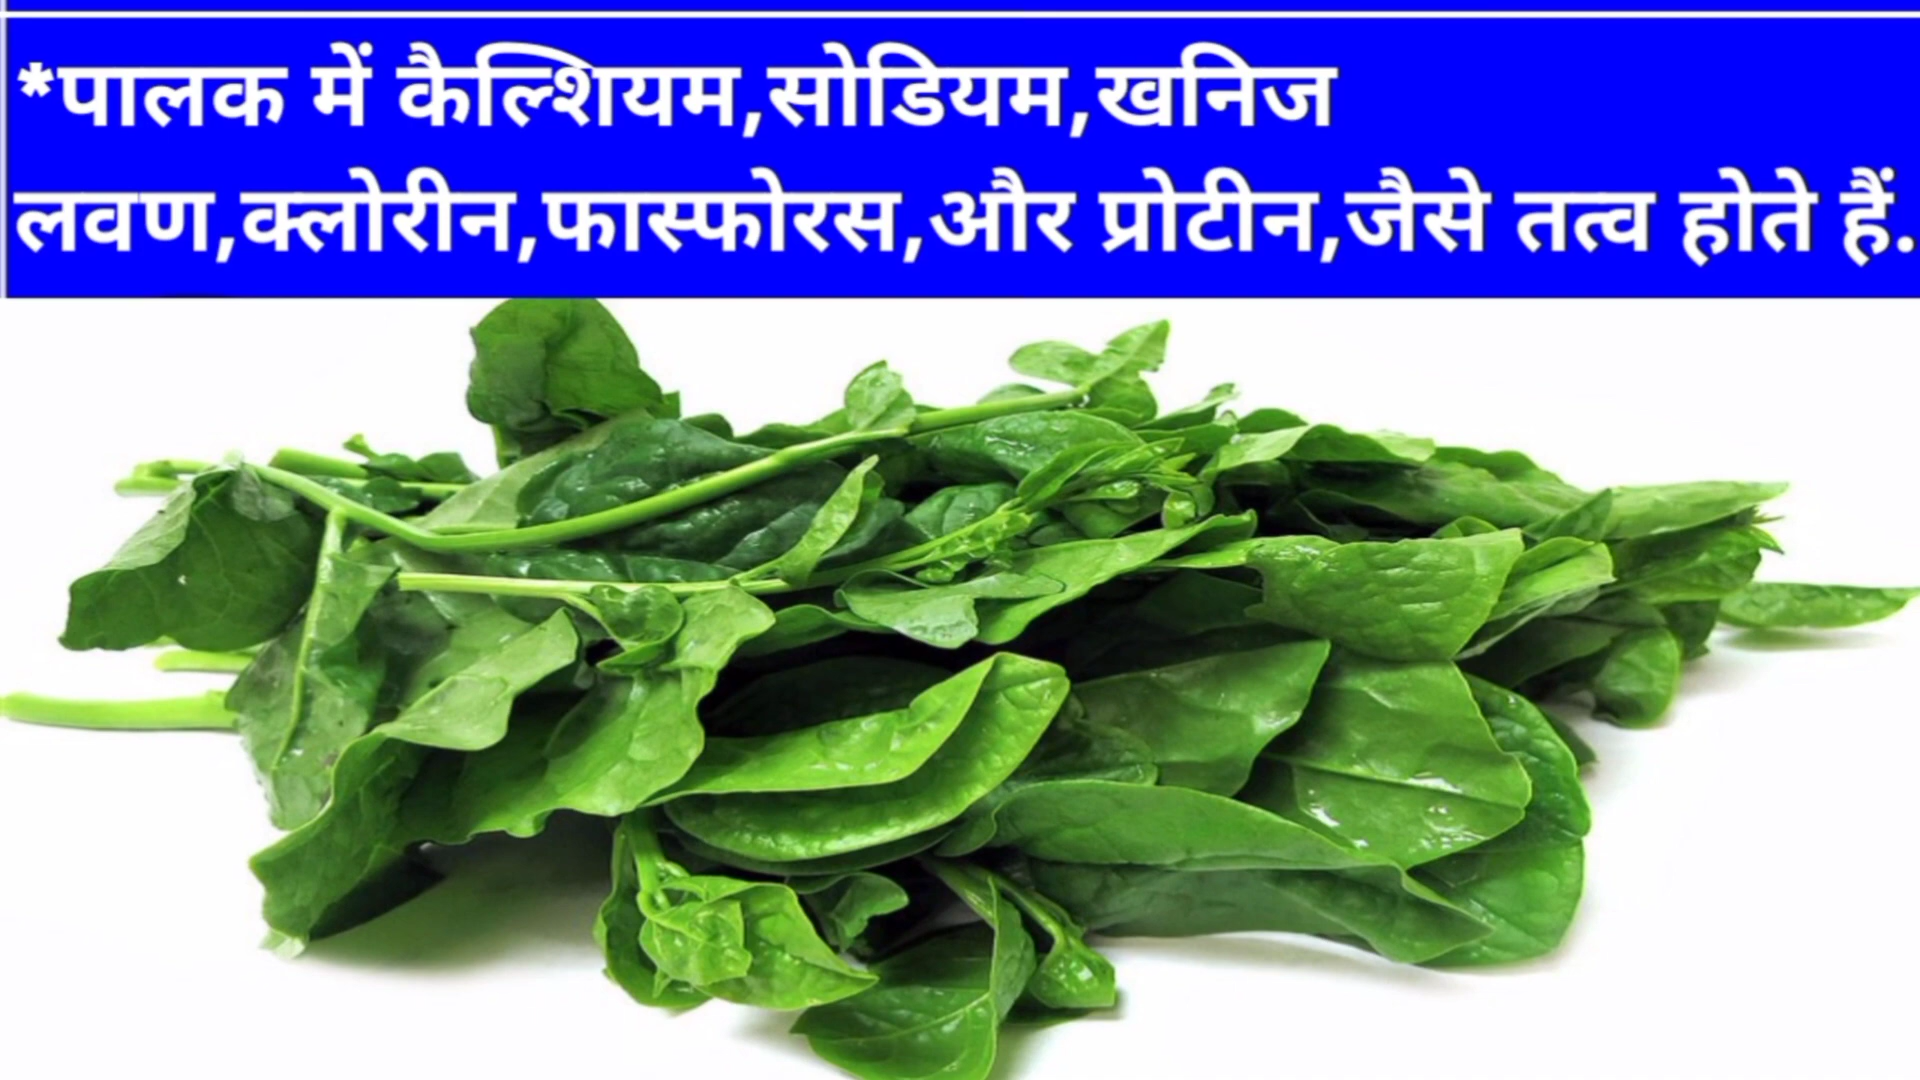 *पालक में कैल्शियम,सोडियम,खनिज
लवण,क्लोरीन,फास्फोरस,और प्रोटीन,जैसे तत्व होते हैं.